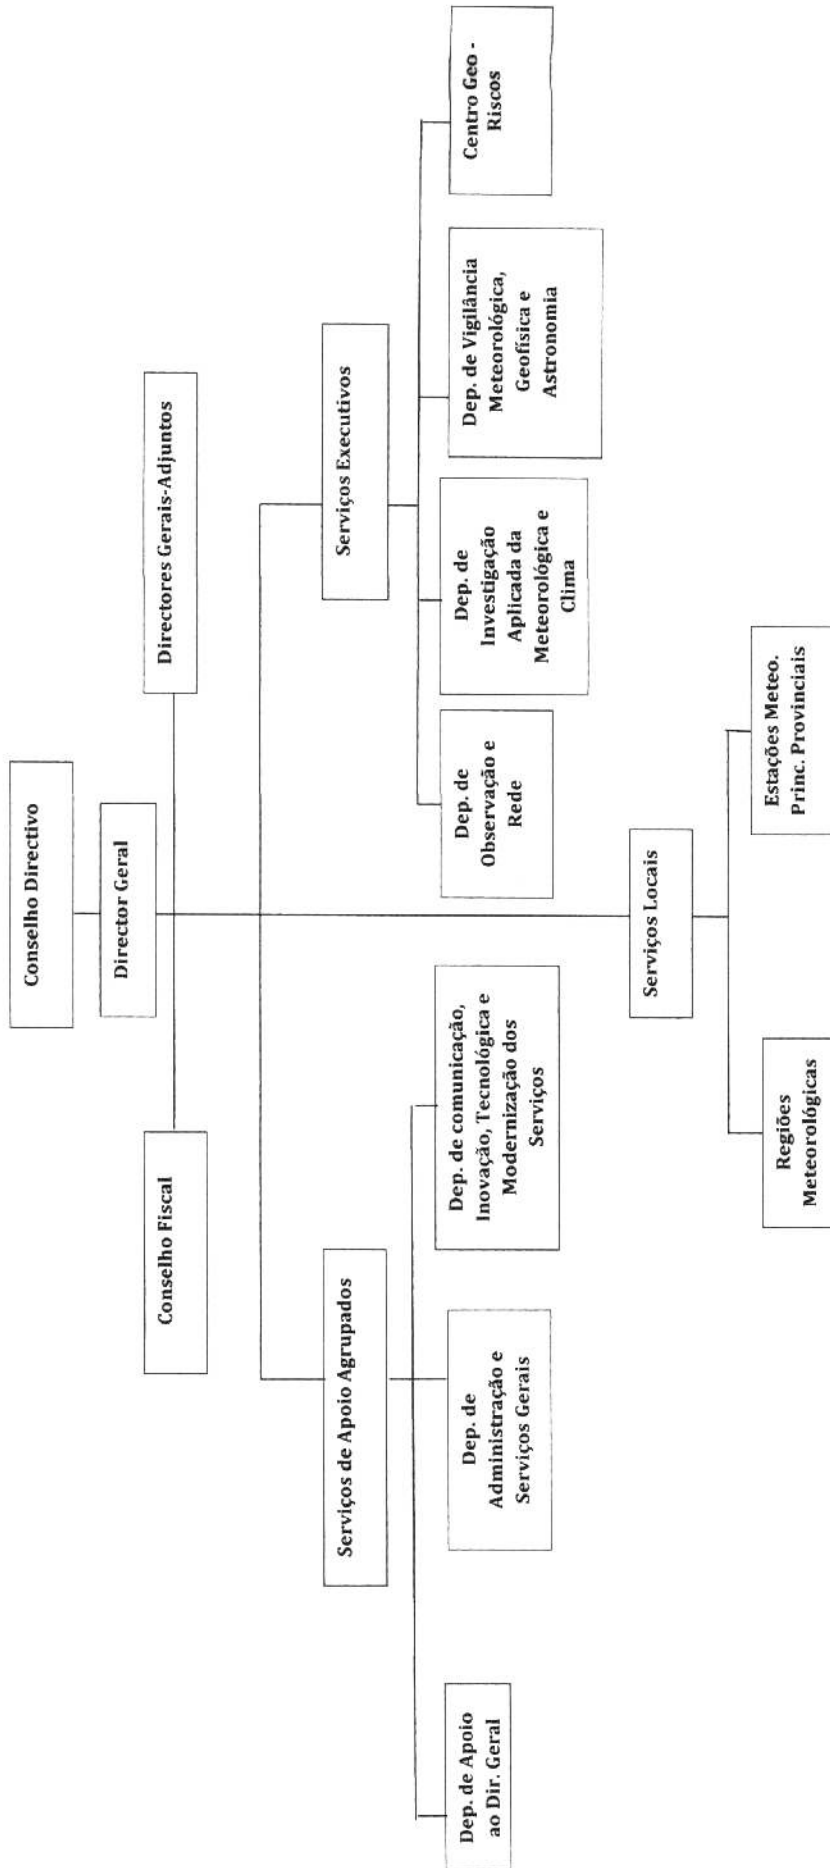 Conselho Directivo
Director Geral
Conselho Fiscal
Directores Gerais-Adjuntos
Serviços de Apoio Agrupados
Serviços Executivos
Dep. de Apoio
ao Dir. Geral
Dep. de
Administração e
Serviços Gerais
Dep. de comunicação,
Inovação, Tecnológica e
Modernização dos
Serviços
Dep. de
Observação e
Rede
Dep. de
Investigação
Aplicada da
Meteorológica e
Clima
Dep. de Vigilância
Meteorológica,
Geofísica e
Astronomia
Centro Geo -
Riscos
Serviços Locais
Regiões
Meteorológicas
Estações Meteo.
Princ. Provinciais